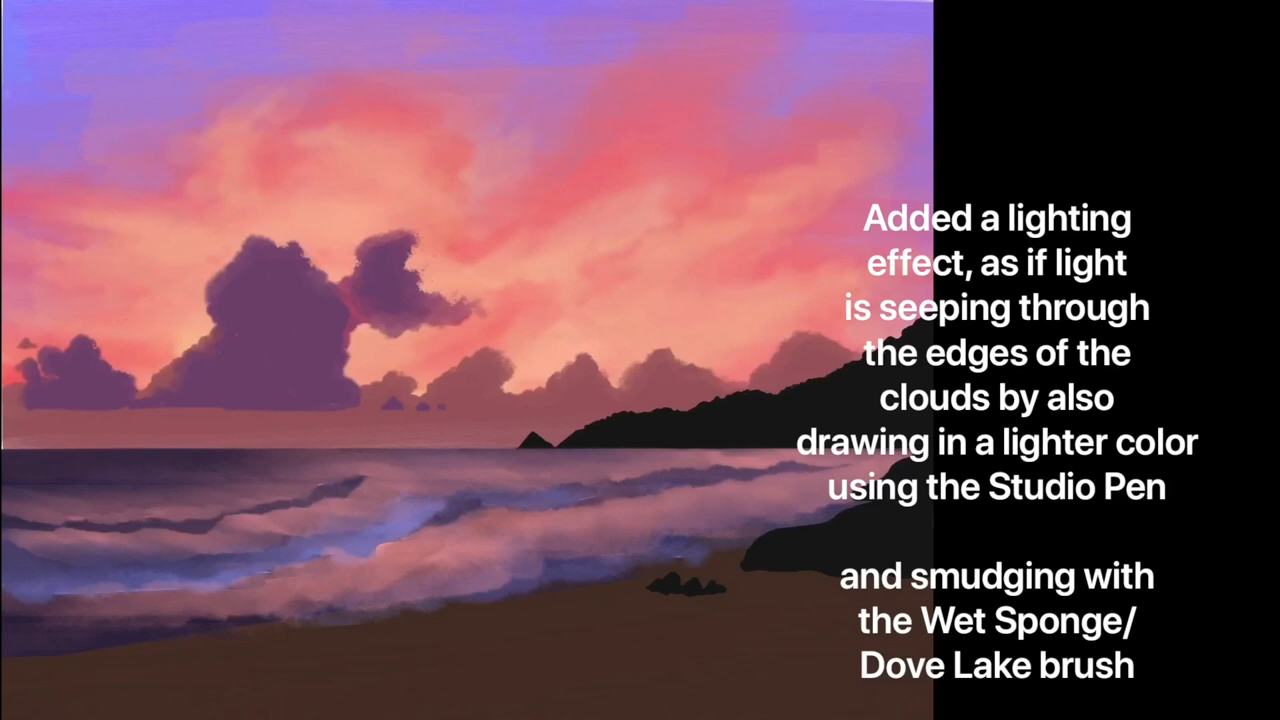 Added a lighting
effect, as if light
is seeping through
the edges of the
clouds by also
drawing in a lighter color
using the Studio Pen
and smudging with
the Wet Sponge/
Dove Lake brush